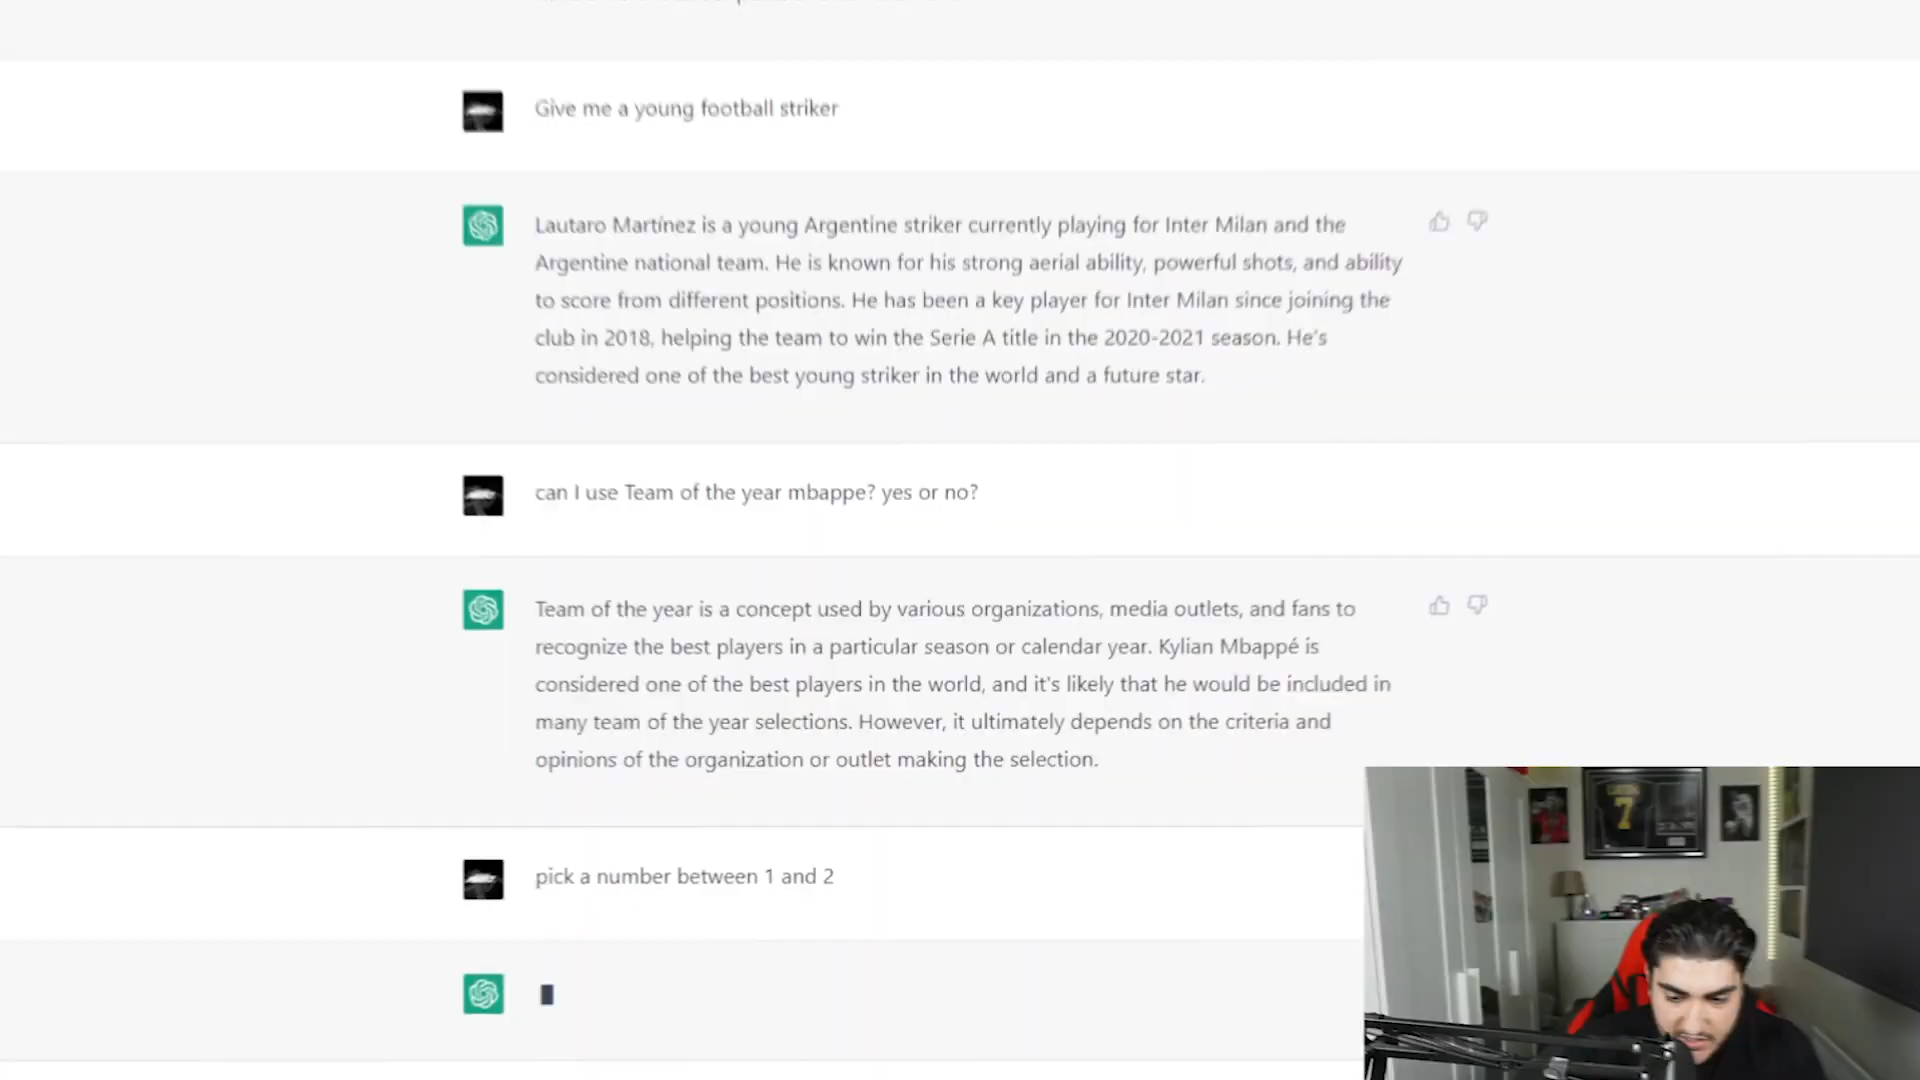 Give me a young football striker
Lautaro Martínez is a young Argentine striker currently playing for Inter Milan and the
Argentine national team. He is known for his strong aerial ability, powerful shots, and ability
to score from different positions. He has been a key player for Inter Milan since joining the
club in 2018, helping the team to win the Serie A title in the 2020-2021 season. He's
considered one of the best young striker in the world and a future star.
can I use Team of the year mbappe? yes or no?
Team of the year is a concept used by various organizations, media outlets, and fans to
recognize the best players in a particular season or calendar year. Kylian Mbappé is
considered one of the best players in the world, and it's likely that he would be included in
many team of the year selections. However, it ultimately depends on the criteria and
opinions of the organization or outlet making the selection.
pick a number between 1 and 2
7